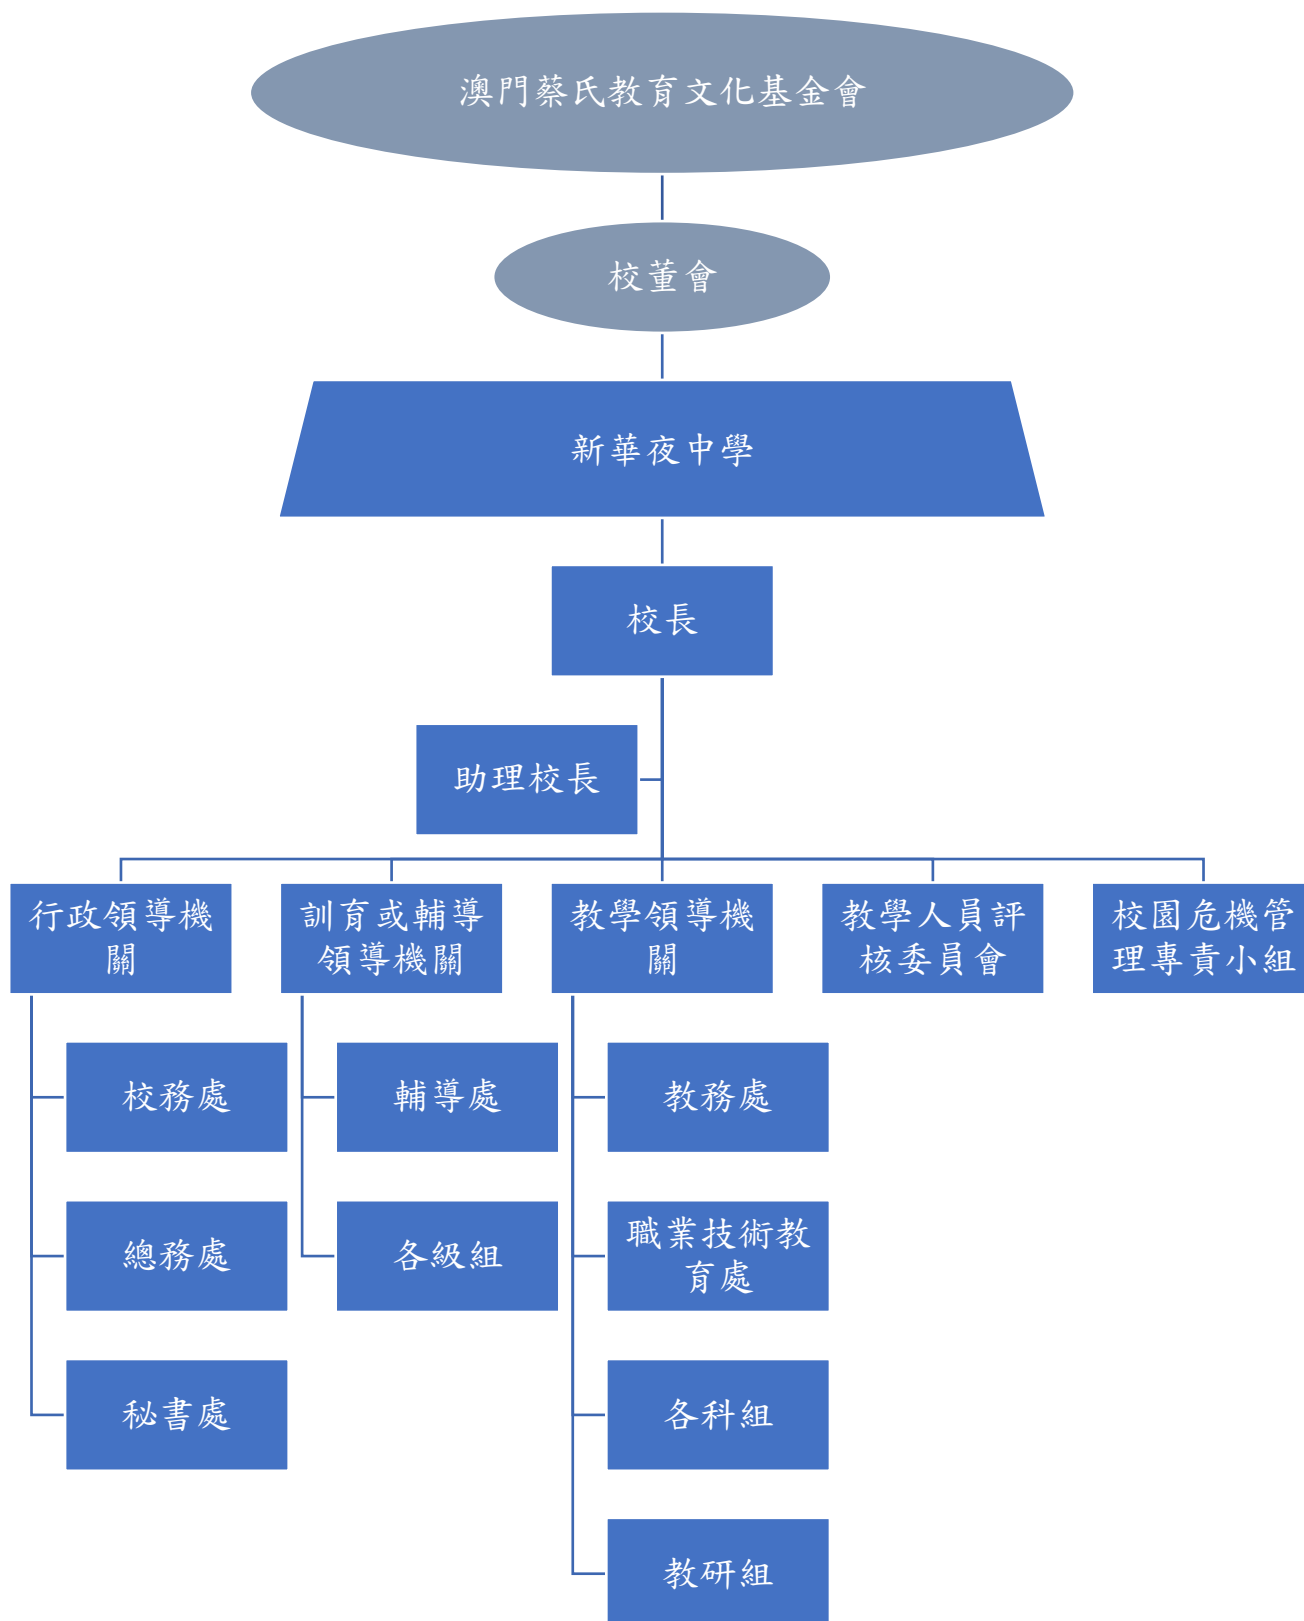 澳門蔡氏教育文化基金會
校董會
新華夜中學
校長
助理校長
行政領導機
關
訓育或輔導
領導機關
教學領導機
關
教學人員評
核委員會
校園危機管
理專責小組
校務處
輔導處
教務處
總務處
各級組
職業技術教
育處
秘書處
各科組
教研組